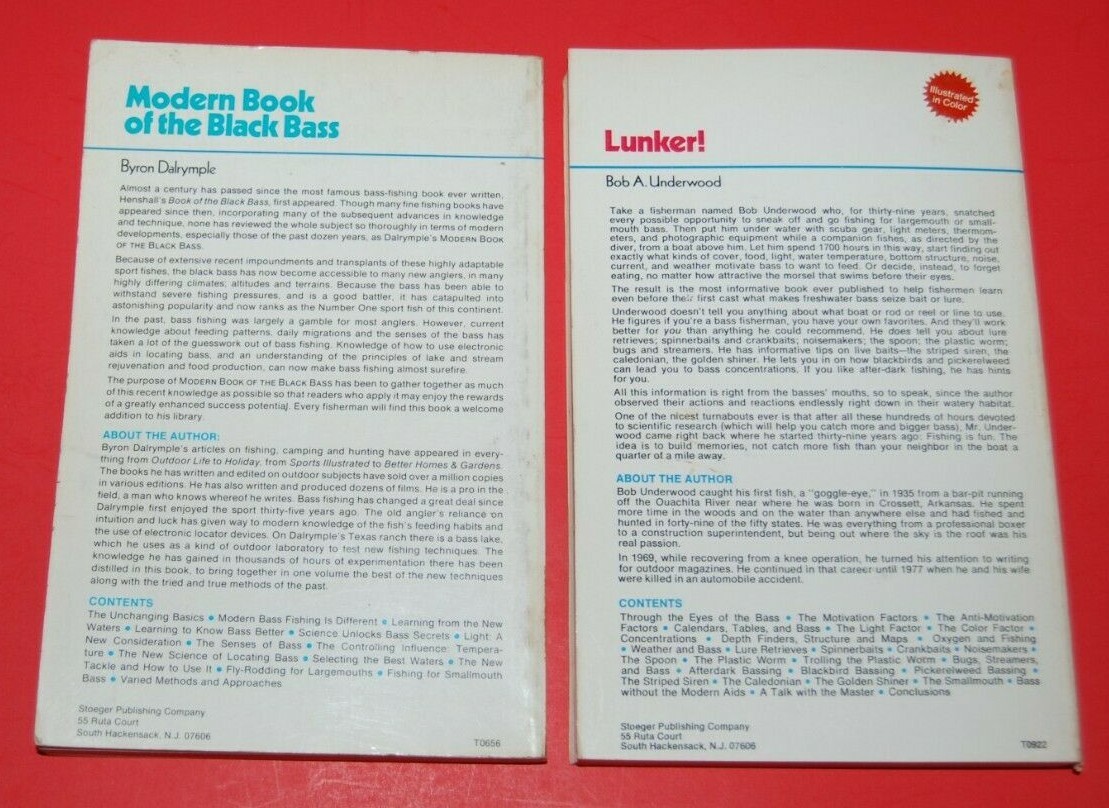 Modern Book
of the Black Bass
Byron Dalrymple
Almost a century has passed since the most famous bass-fishing book ever written,
Henshall's Book of the Black Bass, first appeared. Though many fine fishing books have
appeared since then, incorporating many of the subsequent advances in knowledge
and technique, none has reviewed the whole subject so thoroughly in terms of modern
developments, especially those of the past dozen years, as Dalrymple's MODERN BOOK
OF THE BLACK BASS.
Because of extensive recent impoundments and transplants of these highly adaptable
sport fishes, the black bass has now become accessible to many new anglers, in many
highly differing climates, altitudes and terrains. Because the bass has been able to
withstand severe fishing pressures, and is a good battler, it has catapulted into
astonishing popularity and now ranks as the Number One sport fish of this continent.
In the past, bass fishing was largely a gamble for most anglers. However, current
knowledge about feeding patterns, daily migrations and the senses of the bass has
taken a lot of the guesswork out of bass fishing. Knowledge of how to use electronic
aids in locating bass, and an understanding of the principles of lake and stream
rejuvenation and food production, can now make bass fishing almost surefire.
The purpose of MODERN BOOK OF THE BLACK BASS has been to gather together as much
of this recent knowledge as possible so that readers who apply it may enjoy the rewards
of a greatly enhanced success potential. Every fisherman will find this book a welcome
addition to his library.
ABOUT THE AUTHOR:
Byron Dalrymple's articles on fishing, camping and hunting have appeared in every-
thing from Outdoor Life to Holiday, from Sports Illustrated to Better Homes & Gardens.
The books he has written and edited on outdoor subjects have sold over a million copies
in various editions. He has also written and produced dozens of films. He is a pro in the
field, a man who knows whereof he writes. Bass fishing has changed a great deal since
Dalrymple first enjoyed the sport thirty-five years ago. The old angler's reliance on
intuition and luck has given way to modern knowledge of the fish's feeding habits and
the use of electronic locator devices. On Dalrymple's Texas ranch there is a bass lake,
which he uses as a kind of outdoor laboratory to test new fishing techniques. The
knowledge he has gained in thousands of hours of experimentation there has been
distilled in this book, to bring together in one volume the best of the new techniques
along with the tried and true methods of the past.
CONTENTS
The Unchanging Basics • Modern Bass Fishing Is Different • Learning from the New
Waters • Learning to Know Bass Better • Science Unlocks Bass Secrets • Light: A
New Consideration • The Senses of Bass • The Controlling Influence: Tempera-
ture • The New Science of Locating Bass • Selecting the Best Waters • The New
Tackle and How to Use It • Fly-Rodding for Largemouths • Fishing for Smallmouth
Bass • Varied Methods and Approaches
Stoeger Publishing Company
55 Ruta Court
South Hackensack, N.J. 07606
T0656
Illustrated
in Color
Lunker!
Bob A. Underwood
Take a fisherman named Bob Underwood who, for thirty-nine years, snatched
every possible opportunity to sneak off and go fishing for largemouth or small-
mouth bass. Then put him under water with scuba gear, light meters, thermom-
eters, and photographic equipment while a companion fishes, as directed by the
diver, from a boat above him. Let him spend 1700 hours in this way, start finding out
exactly what kinds of cover, food, light, water temperature, bottom structure, noise,
current, and weather motivate bass to want to feed. Or decide, instead, to forget
eating, no matter how attractive the morsel that swims before their eyes.
The result is the most informative book ever published to help fishermen learn
even before their first cast what makes freshwater bass seize bait or lure.
Underwood doesn't tell you anything about what boat or rod or reel or line to use.
He figures if you're a bass fisherman, you have your own favorites. And they'll work
better for you than anything he could recommend. He does tell you about lure
retrieves; spinnerbaits and crankbaits; noisemakers; the spoon; the plastic worm;
bugs and streamers. He has informative tips on live baits—the striped siren, the
caledonian, the golden shiner. He lets you in on how blackbirds and pickerelweed
can lead you to bass concentrations. If you like after-dark fishing, he has hints
for you.
All this information is right from the basses' mouths, so to speak, since the author
observed their actions and reactions endlessly right down in their watery habitat.
One of the nicest turnabouts ever is that after all these hundreds of hours devoted
to scientific research (which will help you catch more and bigger bass), Mr. Under-
wood came right back where he started thirty-nine years ago: Fishing is fun. The
idea is to build memories, not catch more fish than your neighbor in the boat a
quarter of a mile away.
ABOUT THE AUTHOR
Bob Underwood caught his first fish, a "goggle-eye," in 1935 from a bar-pit running
off the Ouachita River near where he was born in Crossett, Arkansas. He spent
more time in the woods and on the water than anywhere else and had fished and
hunted in forty-nine of the fifty states. He was everything from a professional boxer
to a construction superintendent, but being out where the sky is the root was his
real passion.
In 1969, while recovering from a knee operation, he turned his attention to writing
for outdoor magazines. He continued in that career until 1977 when he and his wife
were killed in an automobile accident.
CONTENTS
Through the Eyes of the Bass • The Motivation Factors • The Anti-Motivation
Factors • Calendars, Tables, and Bass • The Light Factor • The Color Factor •
Concentrations • Depth Finders, Structure and Maps • Oxygen and Fishing
• Weather and Bass • Lure Retrieves • Spinnerbaits • Crankbaits • Noisemakers •
The Spoon • The Plastic Worm • Trolling the Plastic Worm • Bugs, Streamers,
and Bass • Afterdark Bassing • Blackbird Bassing • Pickerelweed Bassing •
The Striped Siren • The Caledonian • The Golden Shiner • The Smallmouth • Bass
without the Modern Aids • A Talk with the Master • Conclusions
Stoeger Publishing Company
55 Ruta Court
South Hackensack, N.J. 07606
T0922